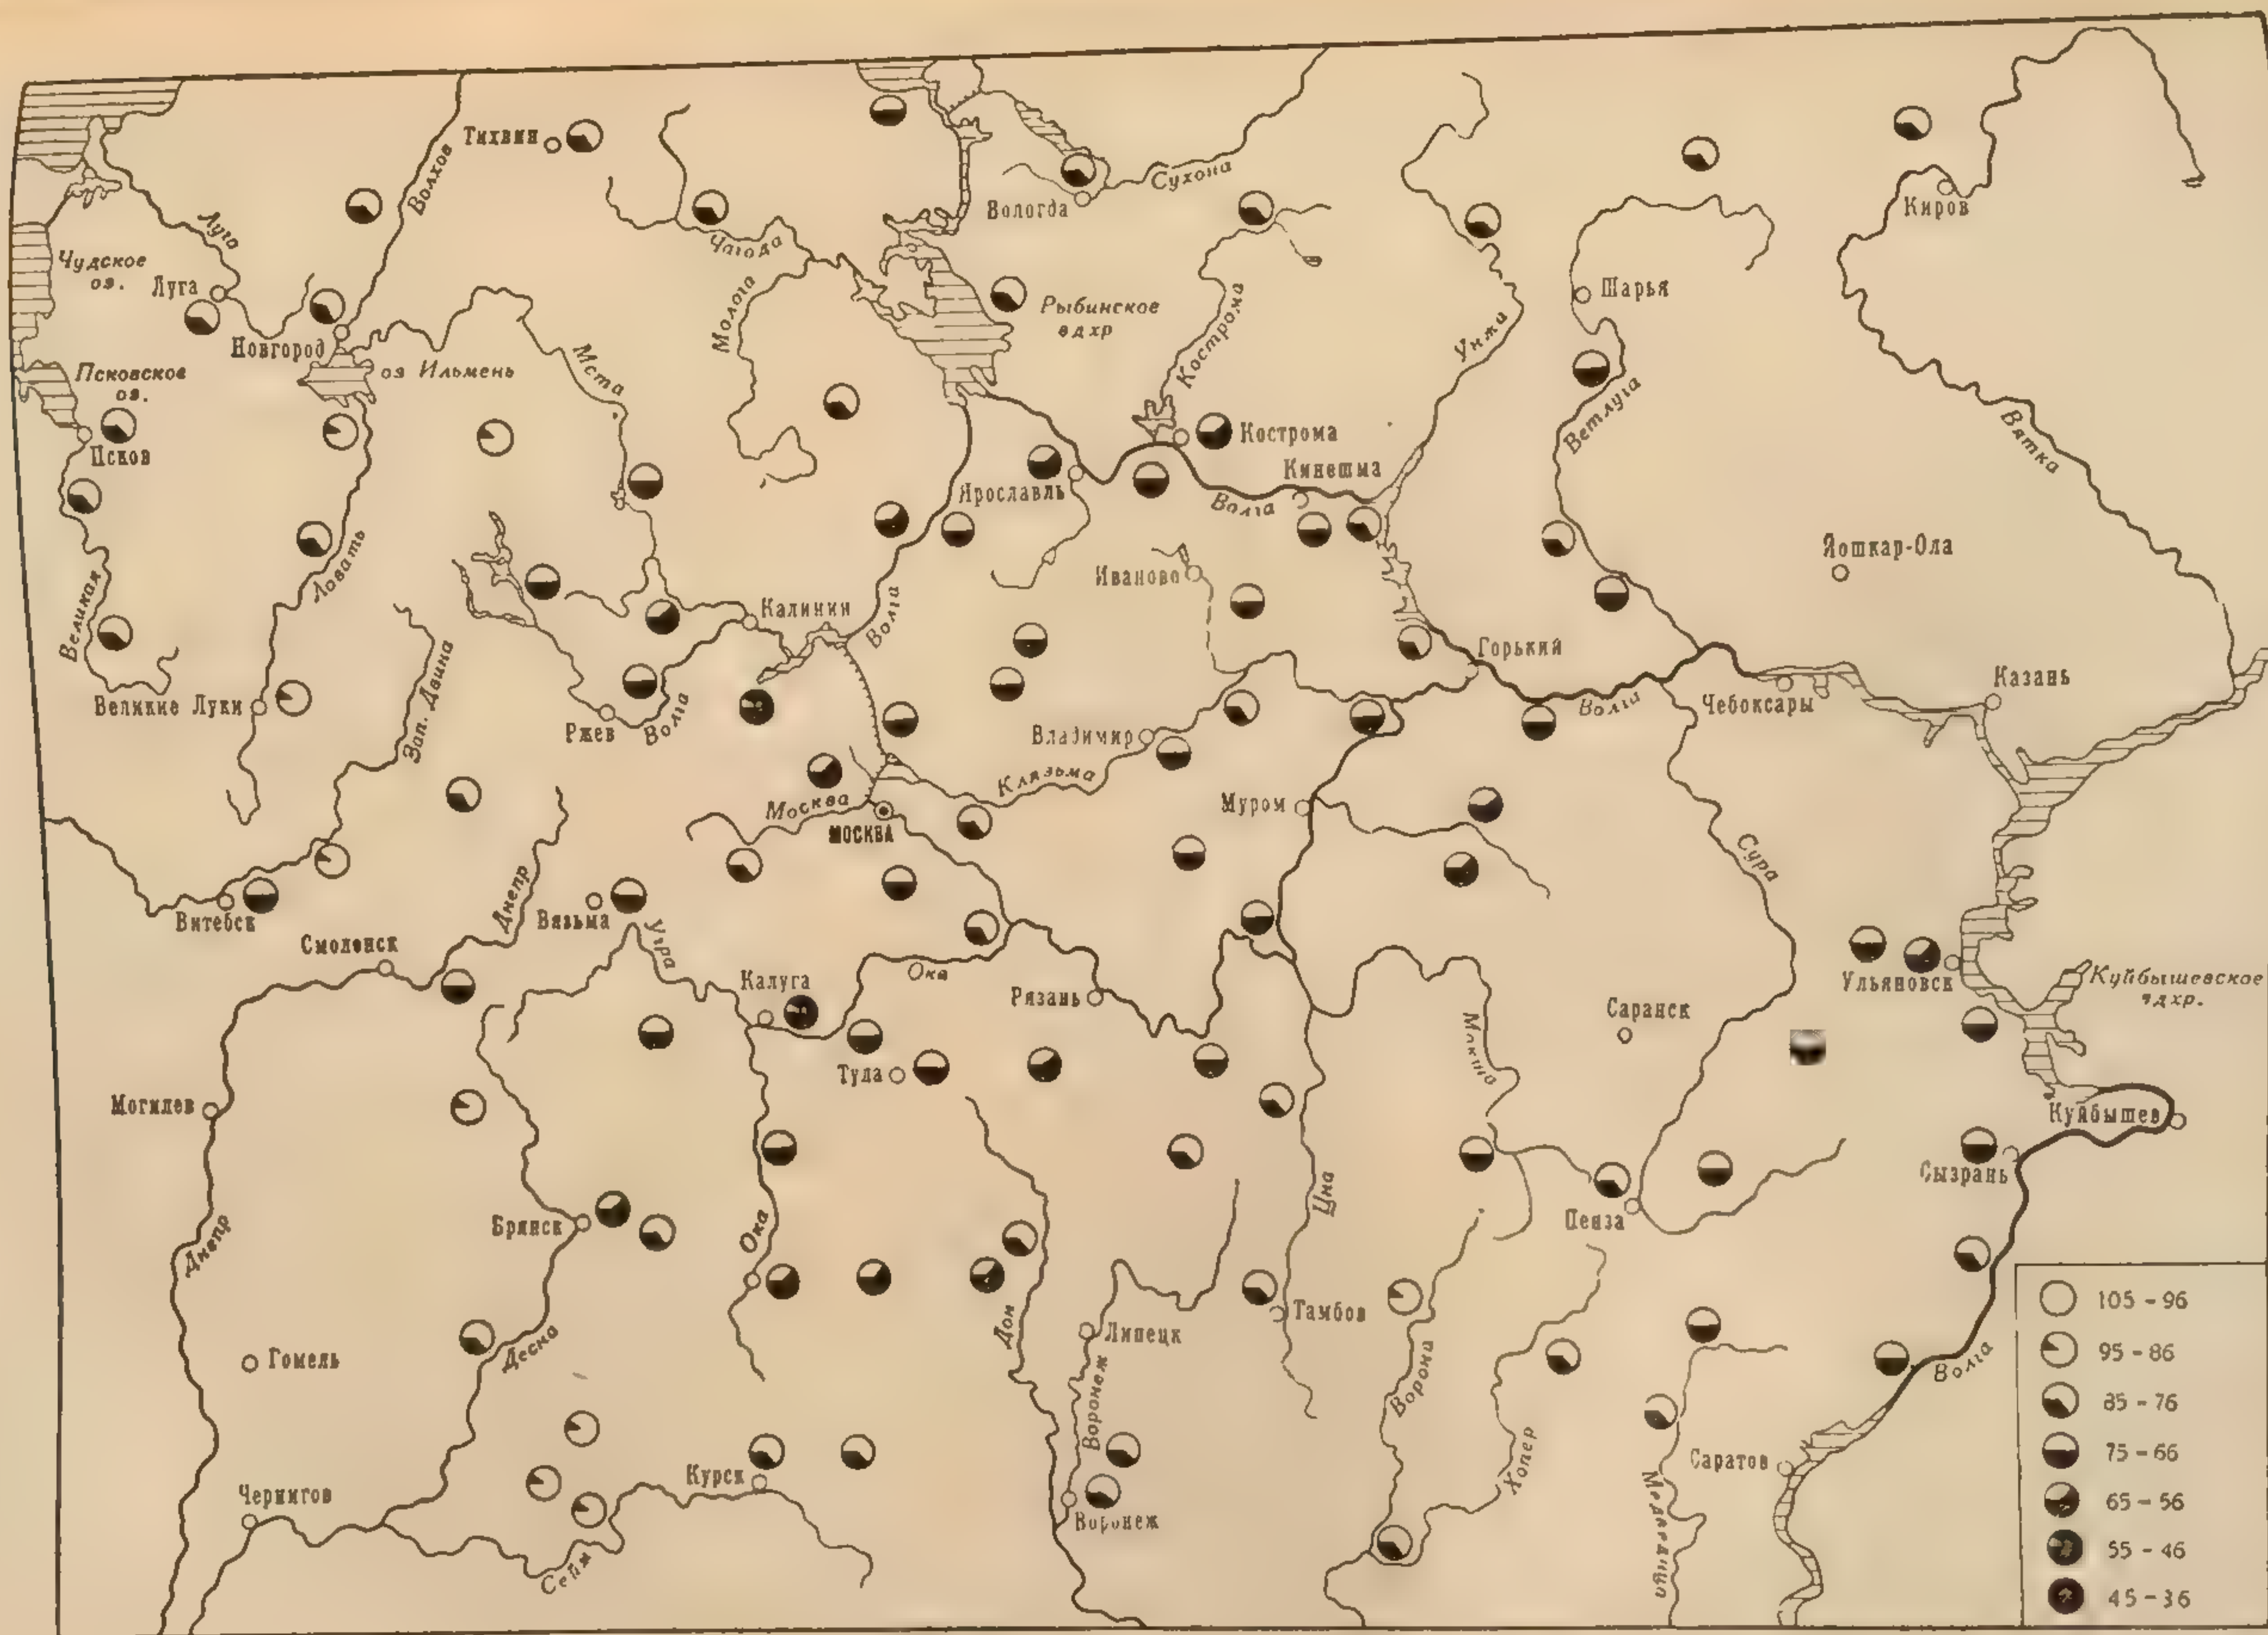 Тихвин
Волхов
Сухона
Вологда
Киров
Луга
Чагода
Чудское
оз.
Луга
Шарья
Рыбинское
вдхр
Молога
Кострома
Унжи
Новгород
Мста
Псковское
оз.
оз Ильмень
Ветлуга
Вятка
Псков
Кострома
Кинешма
Ярославль
Волга
Ловать
Йошкар-Ола
Иваново
Великая
Калинин
Волга
Горький
Зап. Двина
Казань
Великие Луки
Ржев
Волга
Волга
Чебоксары
Владимир
Клязьма
Москва
МОСКВА
Муром
Сура
Днепр
Витебск
Вязьма
Угра
Смоленск
Калуга
Ока
Рязань
Ульяновск
Куйбышевское
вдхр.
Саранск
Мокша
Тула
Могилев
Куйбышев
Сызрань
Цна
Брянск
Ока
Пенза
Днепр
Дон
Тамбов
Липецк
Гомель
Десна
Воронеж
Ворона
Волга
Хопер
Саратов
Курск
Чернигов
Воронеж
Сейм
105 - 96
95 - 86
85 - 76
75 - 66
65 - 56
55 - 46
45 - 36